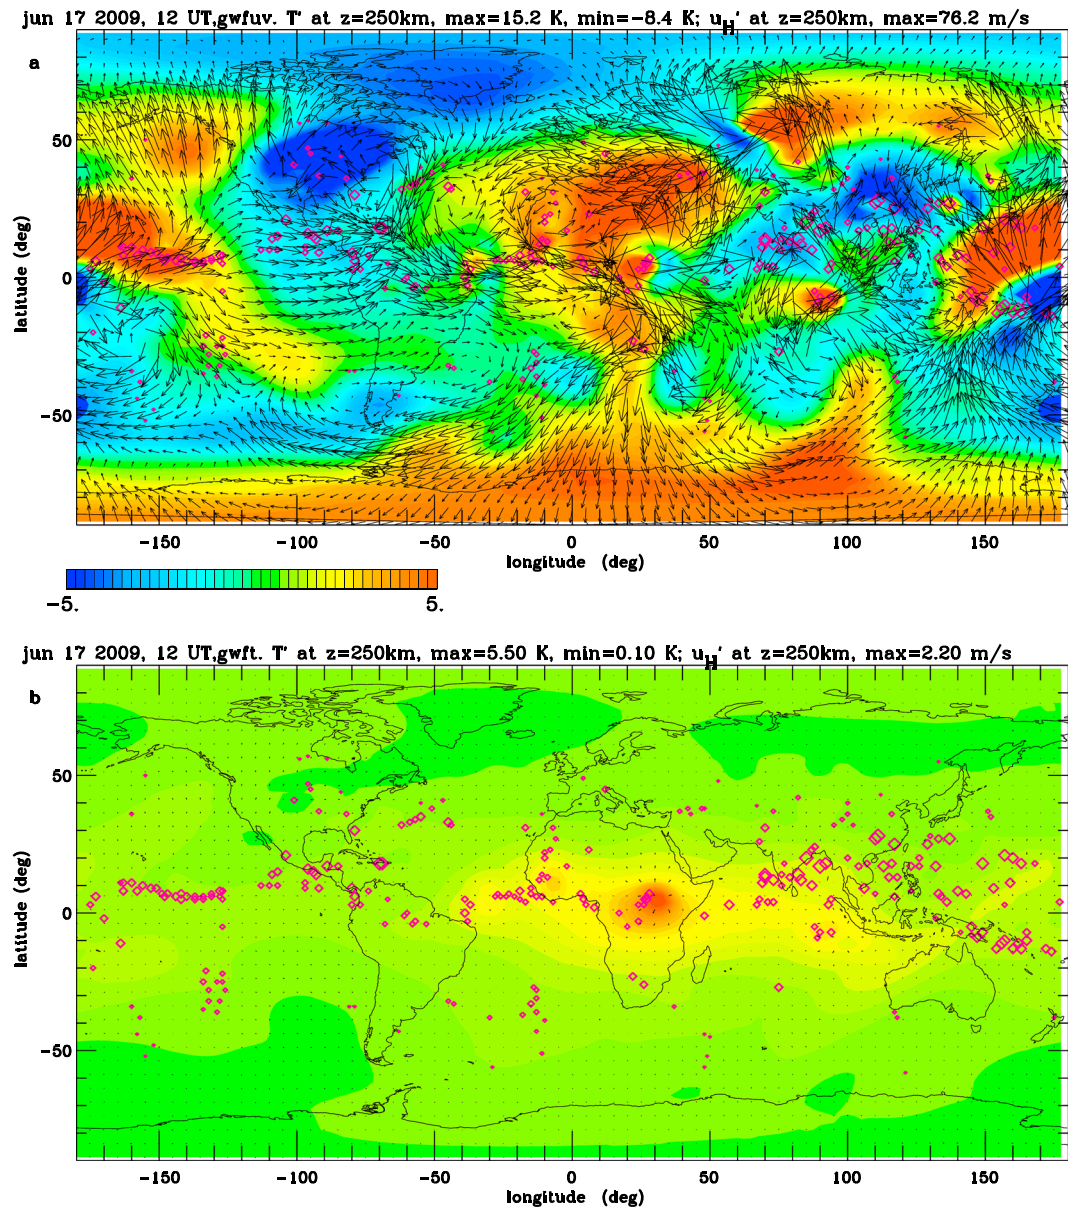 jun 17 2009, 12 UT,gwfuv. T' at z=250km, max=15.2 K, min=−8.4 K; u_H' at z=250km, max=76.2 m/s
a
50
0
−50
latitude (deg)
−150 −100 −50 0 50 100 150
longitude (deg)
−5. 5.
jun 17 2009, 12 UT,gwft. T' at z=250km, max=5.50 K, min=0.10 K; u_H' at z=250km, max=2.20 m/s
b
50
0
−50
latitude (deg)
−150 −100 −50 0 50 100 150
longitude (deg)